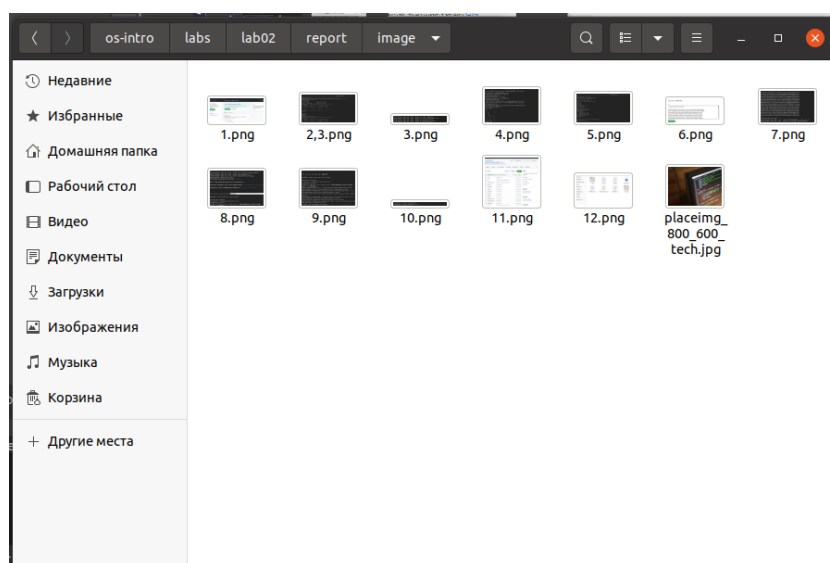 os-intro labs lab02 report image
Недавние
Избранные
Домашняя папка
Рабочий стол
Видео
Документы
Загрузки
Изображения
Музыка
Корзина
Другие места
1.png 2,3.png 3.png 4.png 5.png 6.png 7.png
8.png 9.png 10.png 11.png 12.png placeimg_
800_600_
tech.jpg